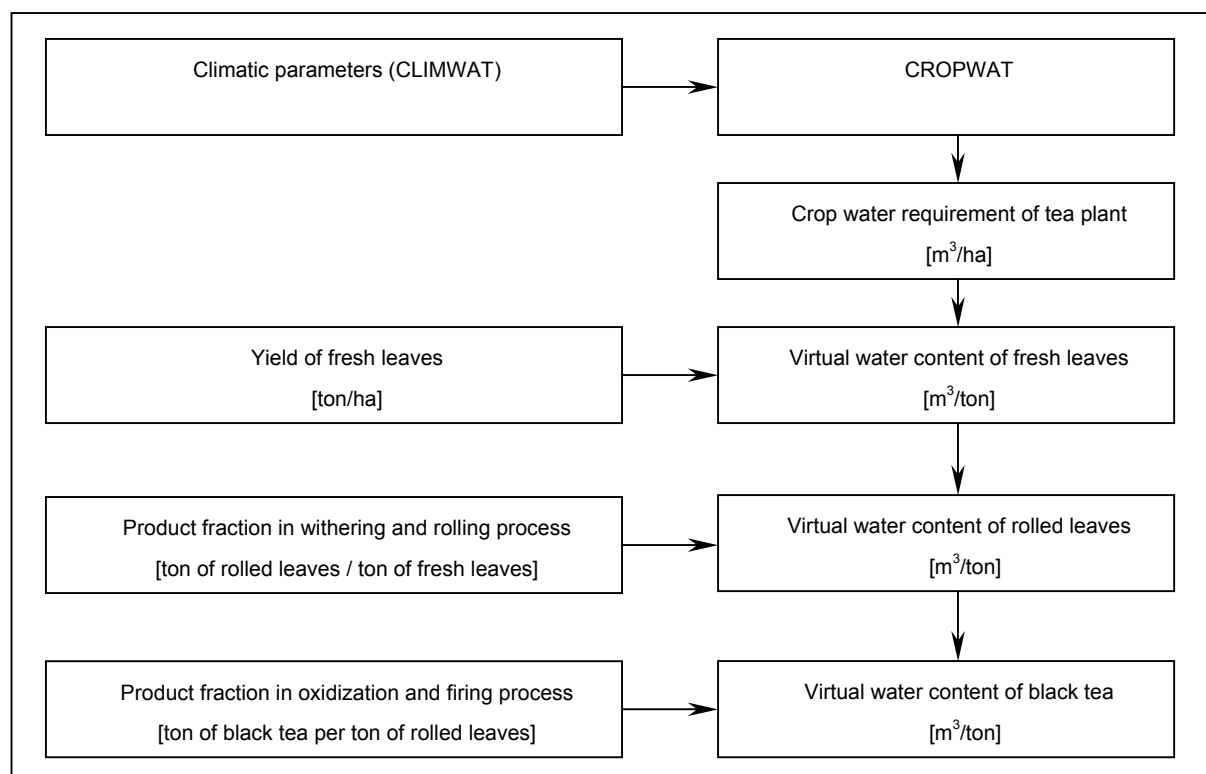 Climatic parameters (CLIMWAT)
CROPWAT
Crop water requirement of tea plant
[m³/ha]
Yield of fresh leaves
[ton/ha]
Virtual water content of fresh leaves
[m³/ton]
Product fraction in withering and rolling process
[ton of rolled leaves / ton of fresh leaves]
Virtual water content of rolled leaves
[m³/ton]
Product fraction in oxidization and firing process
[ton of black tea per ton of rolled leaves]
Virtual water content of black tea
[m³/ton]